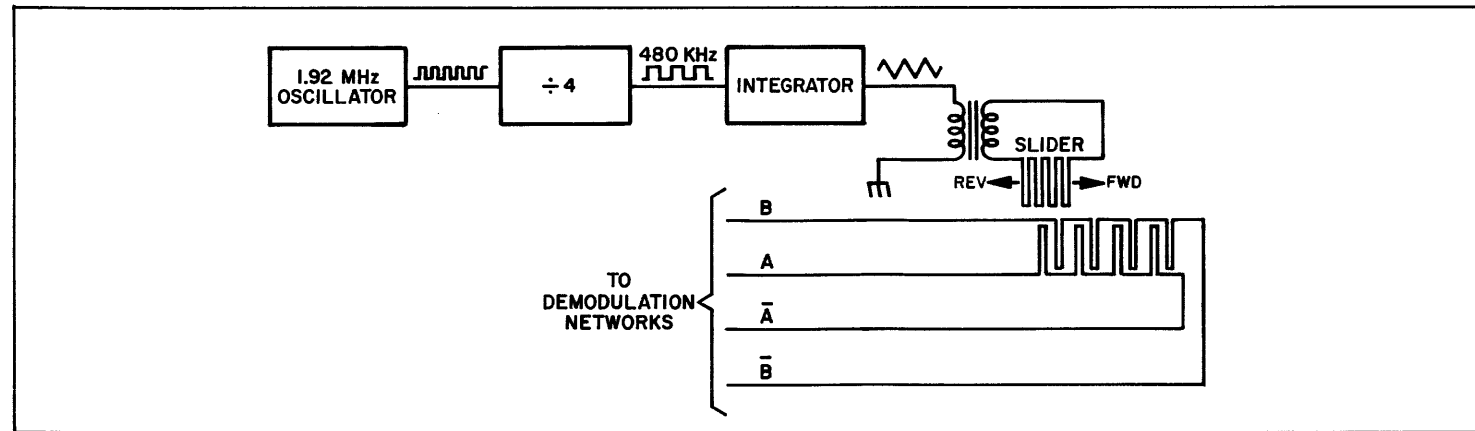 1.92 MHz
OSCILLATOR
÷4
480 KHz
INTEGRATOR
SLIDER
REV
FWD
B
A
A̅
B̅
TO
DEMODULATION
NETWORKS